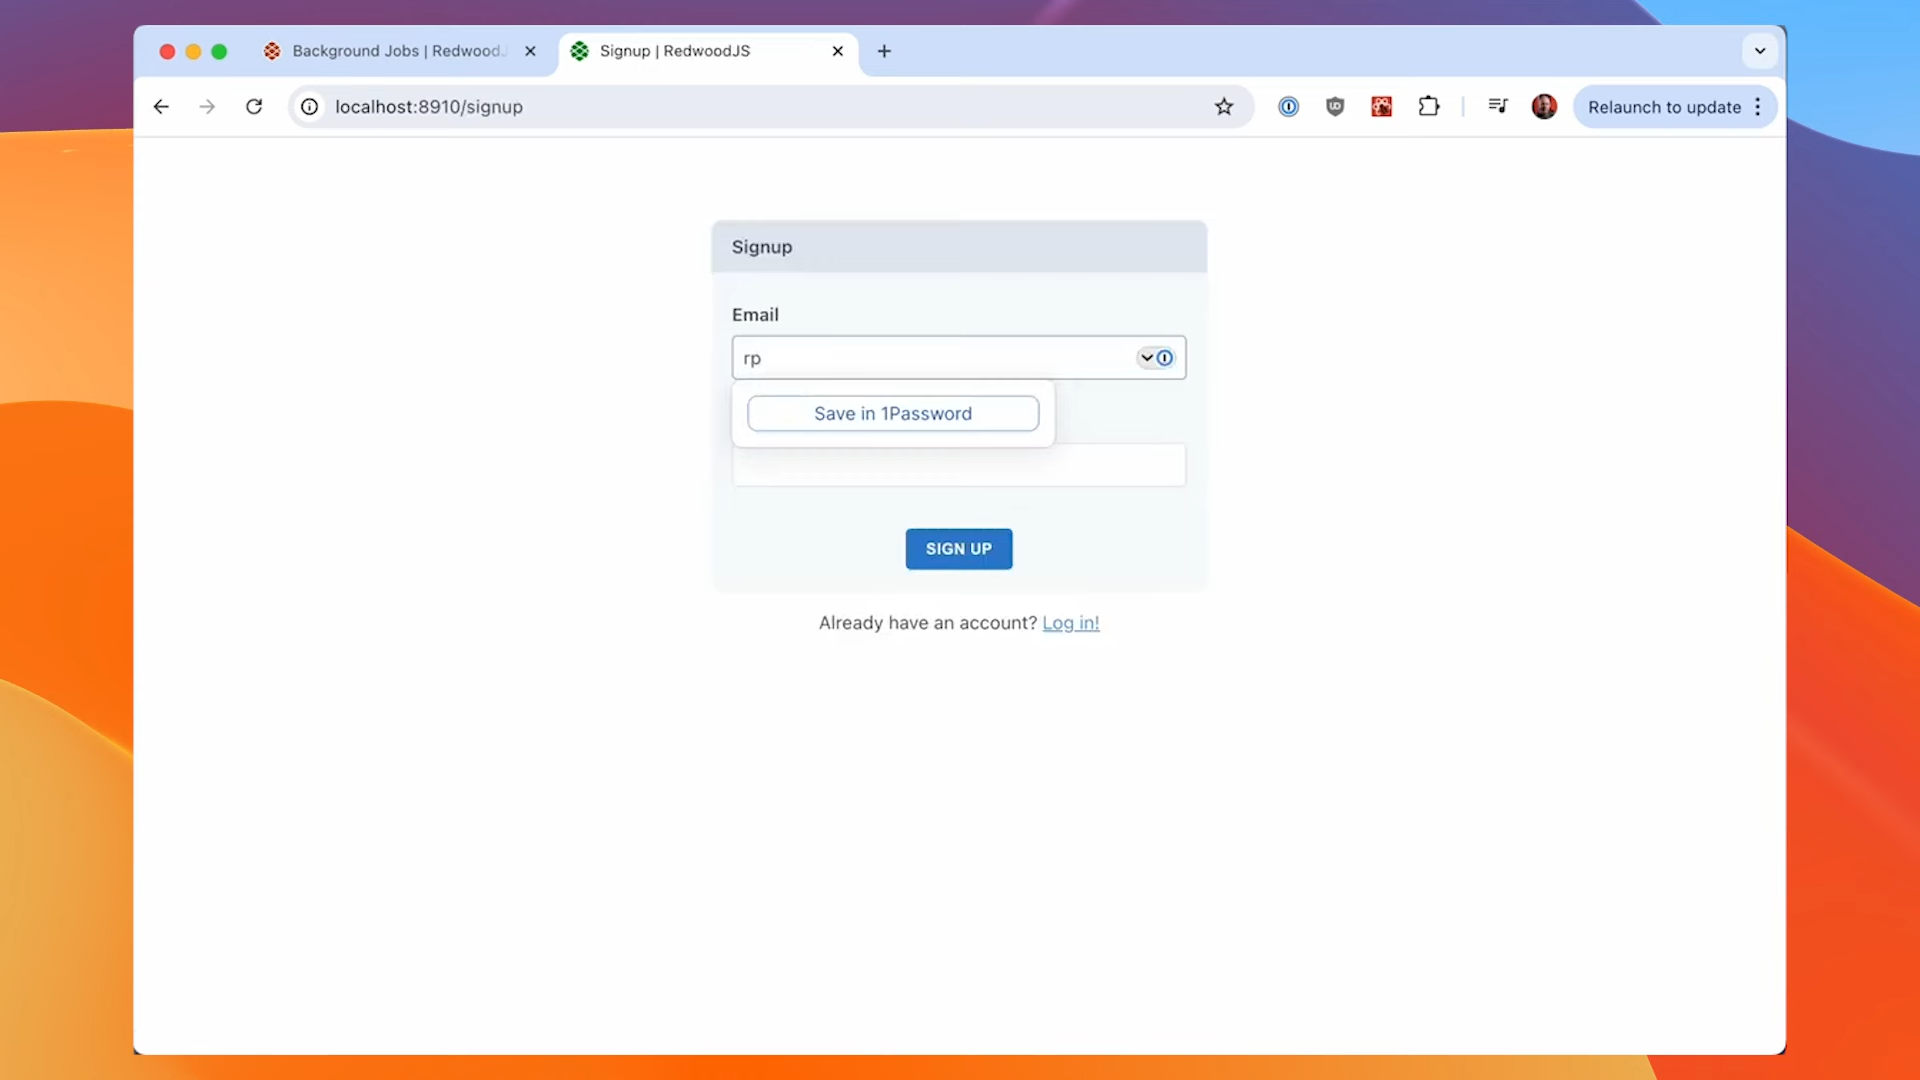 Background Jobs | RedwoodJ
Signup | RedwoodJS
localhost:8910/signup
Relaunch to update
Signup
Email
rp
Save in 1Password
SIGN UP
Already have an account? Log in!